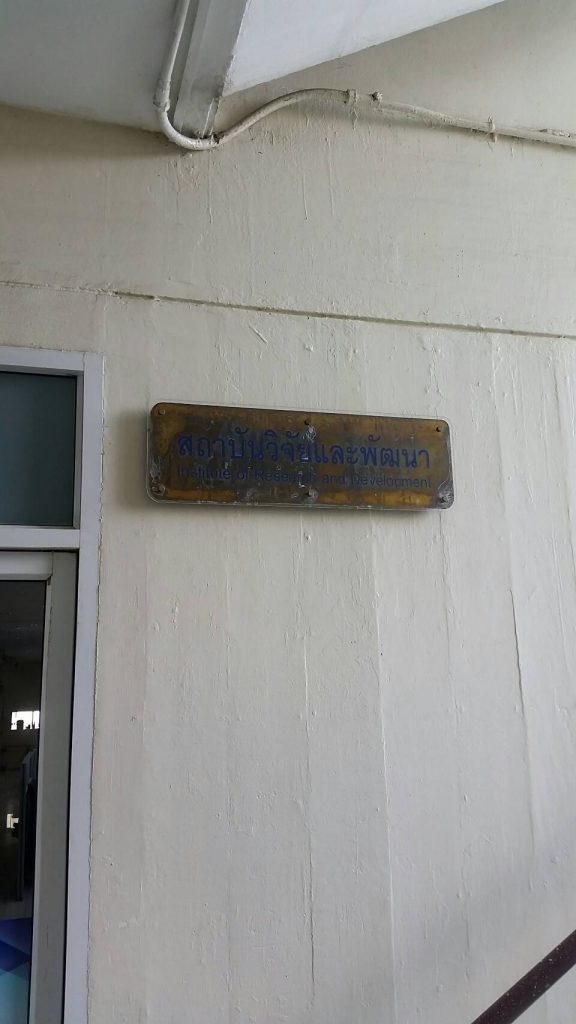 สถาบันวิจัยและพัฒนา
Institute of Research and Development